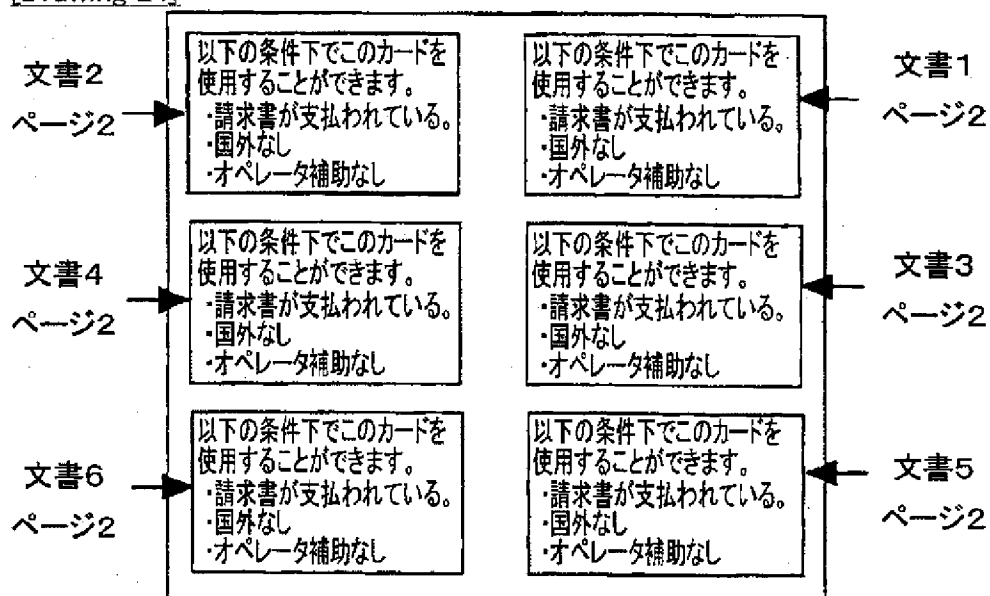 文書2
ページ2
以下の条件下でこのカードを
使用することができます。
・請求書が支払われている。
・国外なし
・オペレータ補助なし
以下の条件下でこのカードを
使用することができます。
・請求書が支払われている。
・国外なし
・オペレータ補助なし
文書1
ページ2
文書4
ページ2
以下の条件下でこのカードを
使用することができます。
・請求書が支払われている。
・国外なし
・オペレータ補助なし
以下の条件下でこのカードを
使用することができます。
・請求書が支払われている。
・国外なし
・オペレータ補助なし
文書3
ページ2
文書6
ページ2
以下の条件下でこのカードを
使用することができます。
・請求書が支払われている。
・国外なし
・オペレータ補助なし
以下の条件下でこのカードを
使用することができます。
・請求書が支払われている。
・国外なし
・オペレータ補助なし
文書5
ページ2